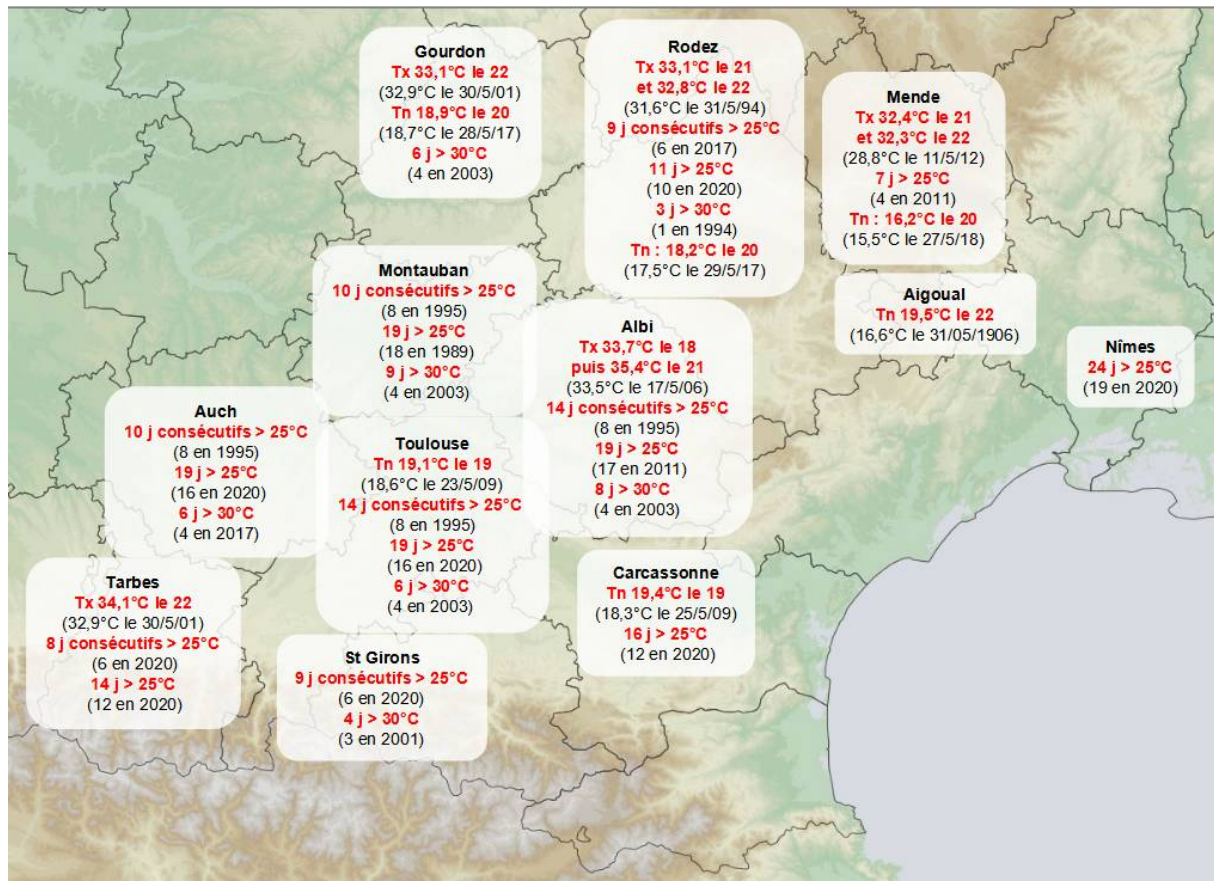 Gourdon
Tx 33,1°C le 22
(32,9°C le 30/5/01)
Tn 18,9°C le 20
(18,7°C le 28/5/17)
6 j > 30°C
(4 en 2003)
Rodez
Tx 33,1°C le 21
et 32,8°C le 22
(31,6°C le 31/5/94)
9 j consécutifs > 25°C
(6 en 2017)
11 j > 25°C
(10 en 2020)
3 j > 30°C
(1 en 1994)
Tn : 18,2°C le 20
(17,5°C le 29/5/17)
Mende
Tx 32,4°C le 21
et 32,3°C le 22
(28,8°C le 11/5/12)
7 j > 25°C
(4 en 2011)
Tn : 16,2°C le 20
(15,5°C le 27/5/18)
Montauban
10 j consécutifs > 25°C
(8 en 1995)
19 j > 25°C
(18 en 1989)
9 j > 30°C
(4 en 2003)
Albi
Tx 33,7°C le 18
puis 35,4°C le 21
(33,5°C le 17/5/06)
14 j consécutifs > 25°C
(8 en 1995)
19 j > 25°C
(17 en 2011)
8 j > 30°C
(4 en 2003)
Aigoual
Tn 19,5°C le 22
(16,6°C le 31/05/1906)
Nîmes
24 j > 25°C
(19 en 2020)
Auch
10 j consécutifs > 25°C
(8 en 1995)
19 j > 25°C
(16 en 2020)
6 j > 30°C
(4 en 2017)
Toulouse
Tn 19,1°C le 19
(18,6°C le 23/5/09)
14 j consécutifs > 25°C
(8 en 1995)
19 j > 25°C
(16 en 2020)
6 j > 30°C
(4 en 2003)
Tarbes
Tx 34,1°C le 22
(32,9°C le 30/5/01)
8 j consécutifs > 25°C
(6 en 2020)
14 j > 25°C
(12 en 2020)
St Girons
9 j consécutifs > 25°C
(6 en 2020)
4 j > 30°C
(3 en 2001)
Carcassonne
Tn 19,4°C le 19
(18,3°C le 25/5/09)
16 j > 25°C
(12 en 2020)